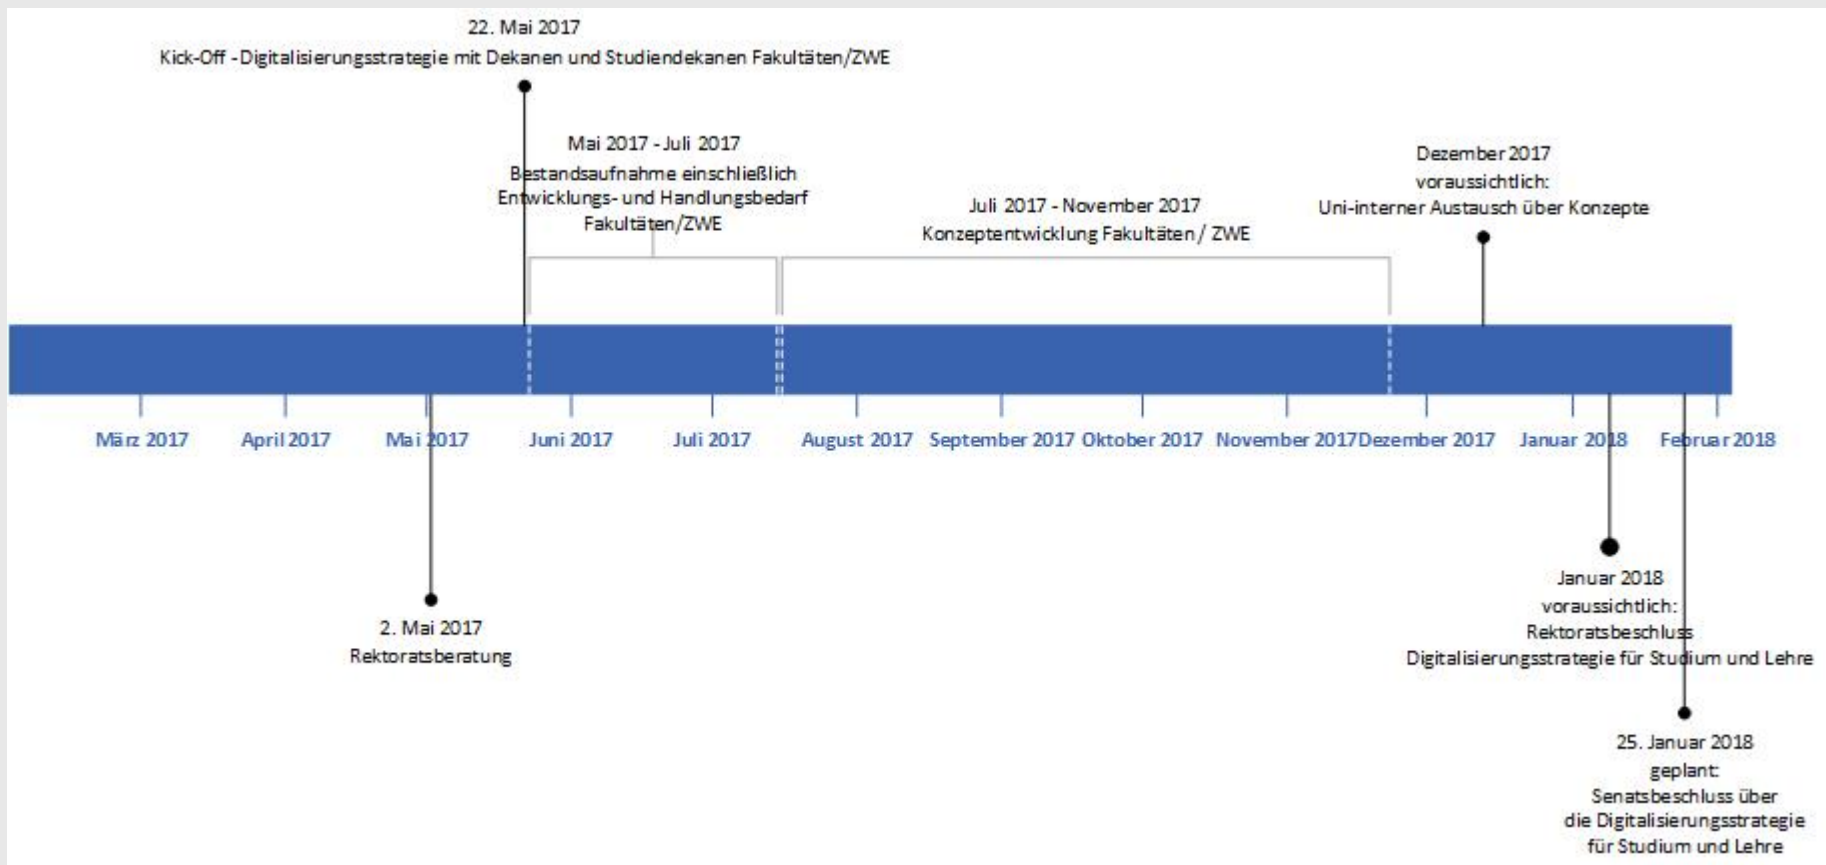 22. Mai 2017
Kick-Off -Digitalisierungsstrategie mit Dekanen und Studiendekanen Fakultäten/ZWE
Mai 2017 - Juli 2017
Bestandsaufnahme einschließlich
Entwicklungs- und Handlungsbedarf
Fakultäten/ZWE
Juli 2017 - November 2017
Konzeptentwicklung Fakultäten / ZWE
Dezember 2017
voraussichtlich:
Uni-interner Austausch über Konzepte
März 2017
April 2017
Mai 2017
Juni 2017
Juli 2017
August 2017
September 2017
Oktober 2017
November 2017
Dezember 2017
Januar 2018
Februar 2018
2. Mai 2017
Rektoratsberatung
Januar 2018
voraussichtlich:
Rektoratsbeschluss
Digitalisierungsstrategie für Studium und Lehre
25. Januar 2018
geplant:
Senatsbeschluss über
die Digitalisierungsstrategie
für Studium und Lehre